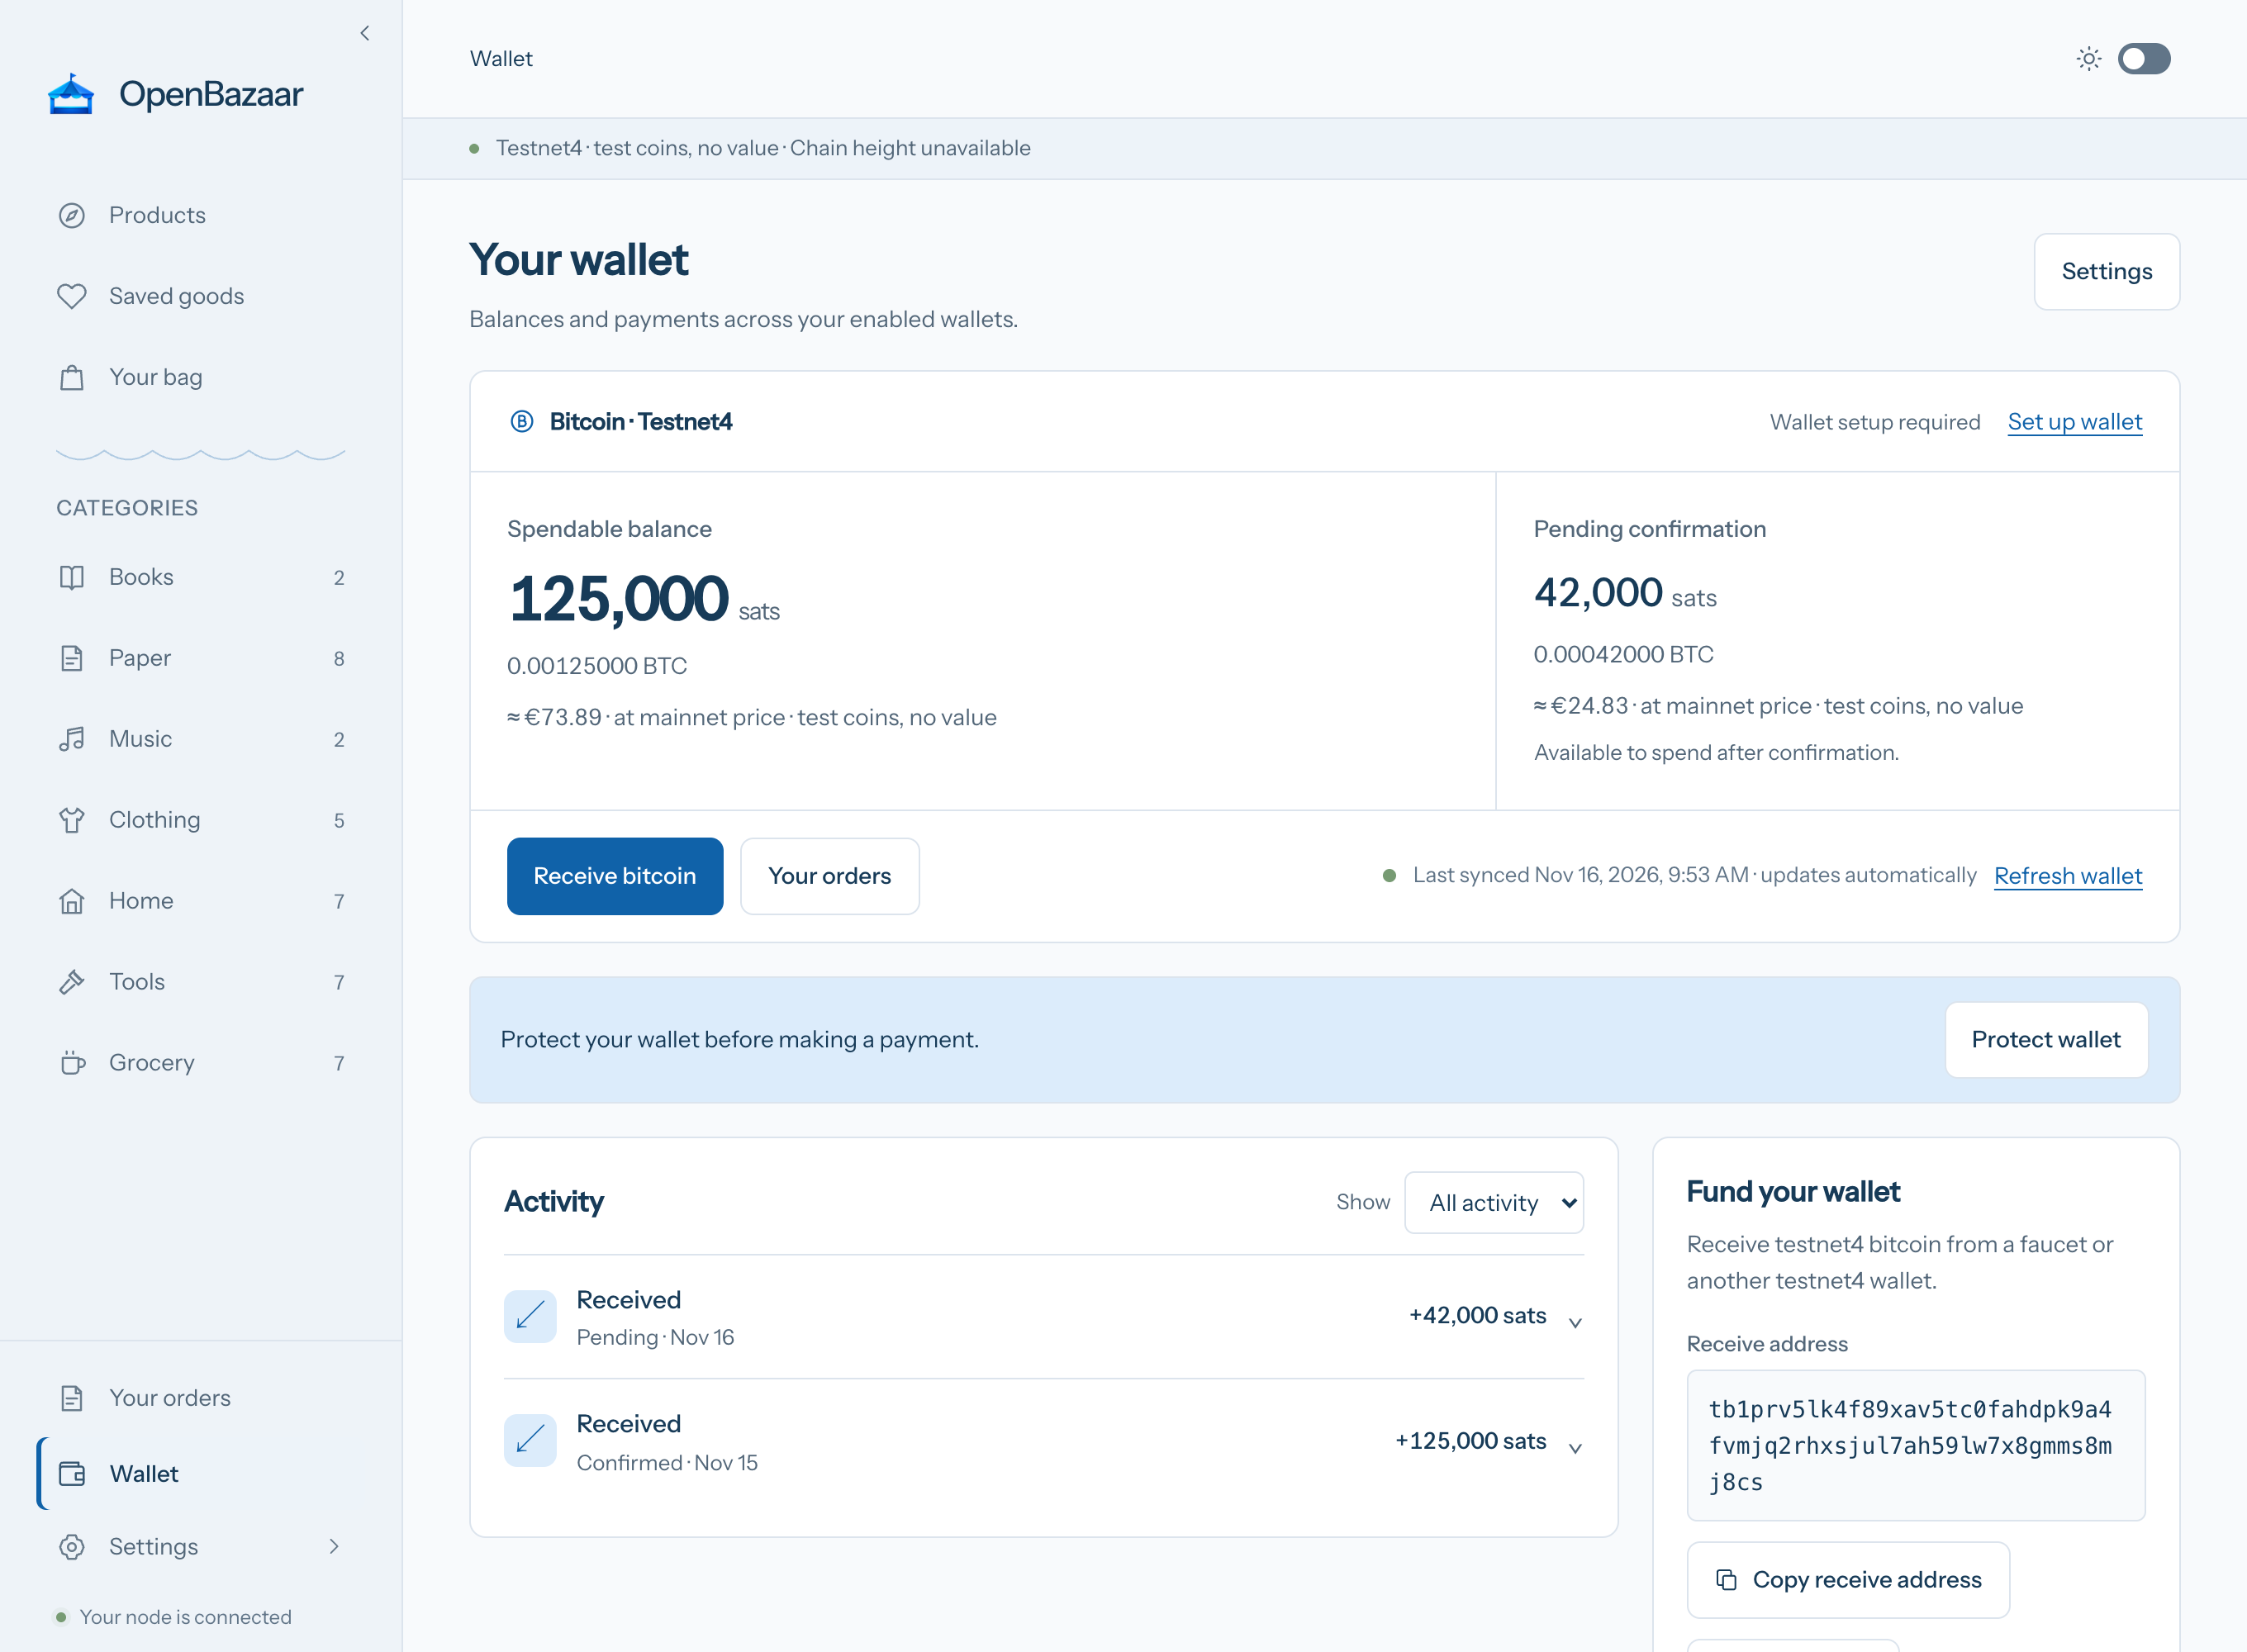 OpenBazaar
Products
Saved goods
Your bag
CATEGORIES
Books 2
Paper 8
Music 2
Clothing 5
Home 7
Tools 7
Grocery 7
Your orders
Wallet
Settings
Your node is connected
Wallet
Testnet4 · test coins, no value · Chain height unavailable
Your wallet
Settings
Balances and payments across your enabled wallets.
Bitcoin · Testnet4
Wallet setup required Set up wallet
Spendable balance
125,000 sats
0.00125000 BTC
≈ €73.89 · at mainnet price · test coins, no value
Pending confirmation
42,000 sats
0.00042000 BTC
≈ €24.83 · at mainnet price · test coins, no value
Available to spend after confirmation.
Receive bitcoin
Your orders
Last synced Nov 16, 2026, 9:53 AM · updates automatically Refresh wallet
Protect your wallet before making a payment.
Protect wallet
Activity
Show All activity
Received
Pending · Nov 16
+42,000 sats
Received
Confirmed · Nov 15
+125,000 sats
Fund your wallet
Receive testnet4 bitcoin from a faucet or
another testnet4 wallet.
Receive address
tb1prv5lk4f89xav5tc0fahdpk9a4
fvmjq2rhxsjul7ah59lw7x8gmms8m
j8cs
Copy receive address